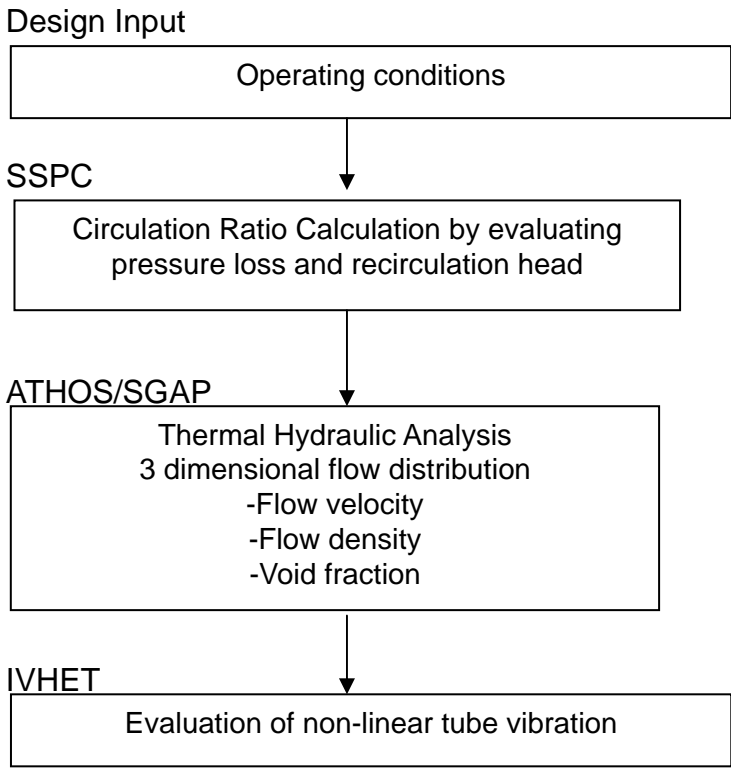 Design Input
Operating conditions
SSPC
Circulation Ratio Calculation by evaluating
pressure loss and recirculation head
ATHOS/SGAP
Thermal Hydraulic Analysis
3 dimensional flow distribution
-Flow velocity
-Flow density
-Void fraction
IVHET
Evaluation of non-linear tube vibration